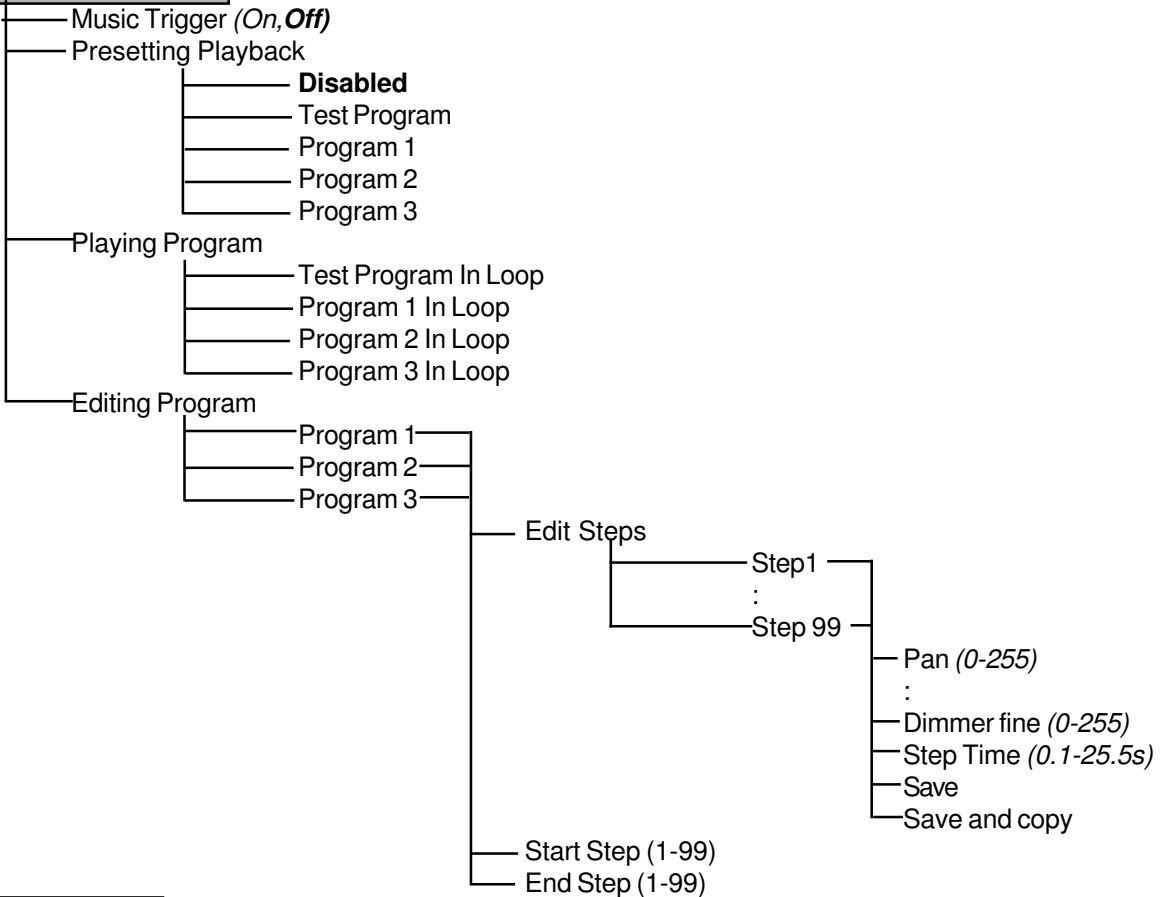 Music Trigger (On,Off)
Presetting Playback
Disabled
Test Program
Program 1
Program 2
Program 3
Playing Program
Test Program In Loop
Program 1 In Loop
Program 2 In Loop
Program 3 In Loop
Editing Program
Program 1
Program 2
Program 3
Edit Steps
Step1
:
Step 99
Pan (0-255)
:
Dimmer fine (0-255)
Step Time (0.1-25.5s)
Save
Save and copy
Start Step (1-99)
End Step (1-99)